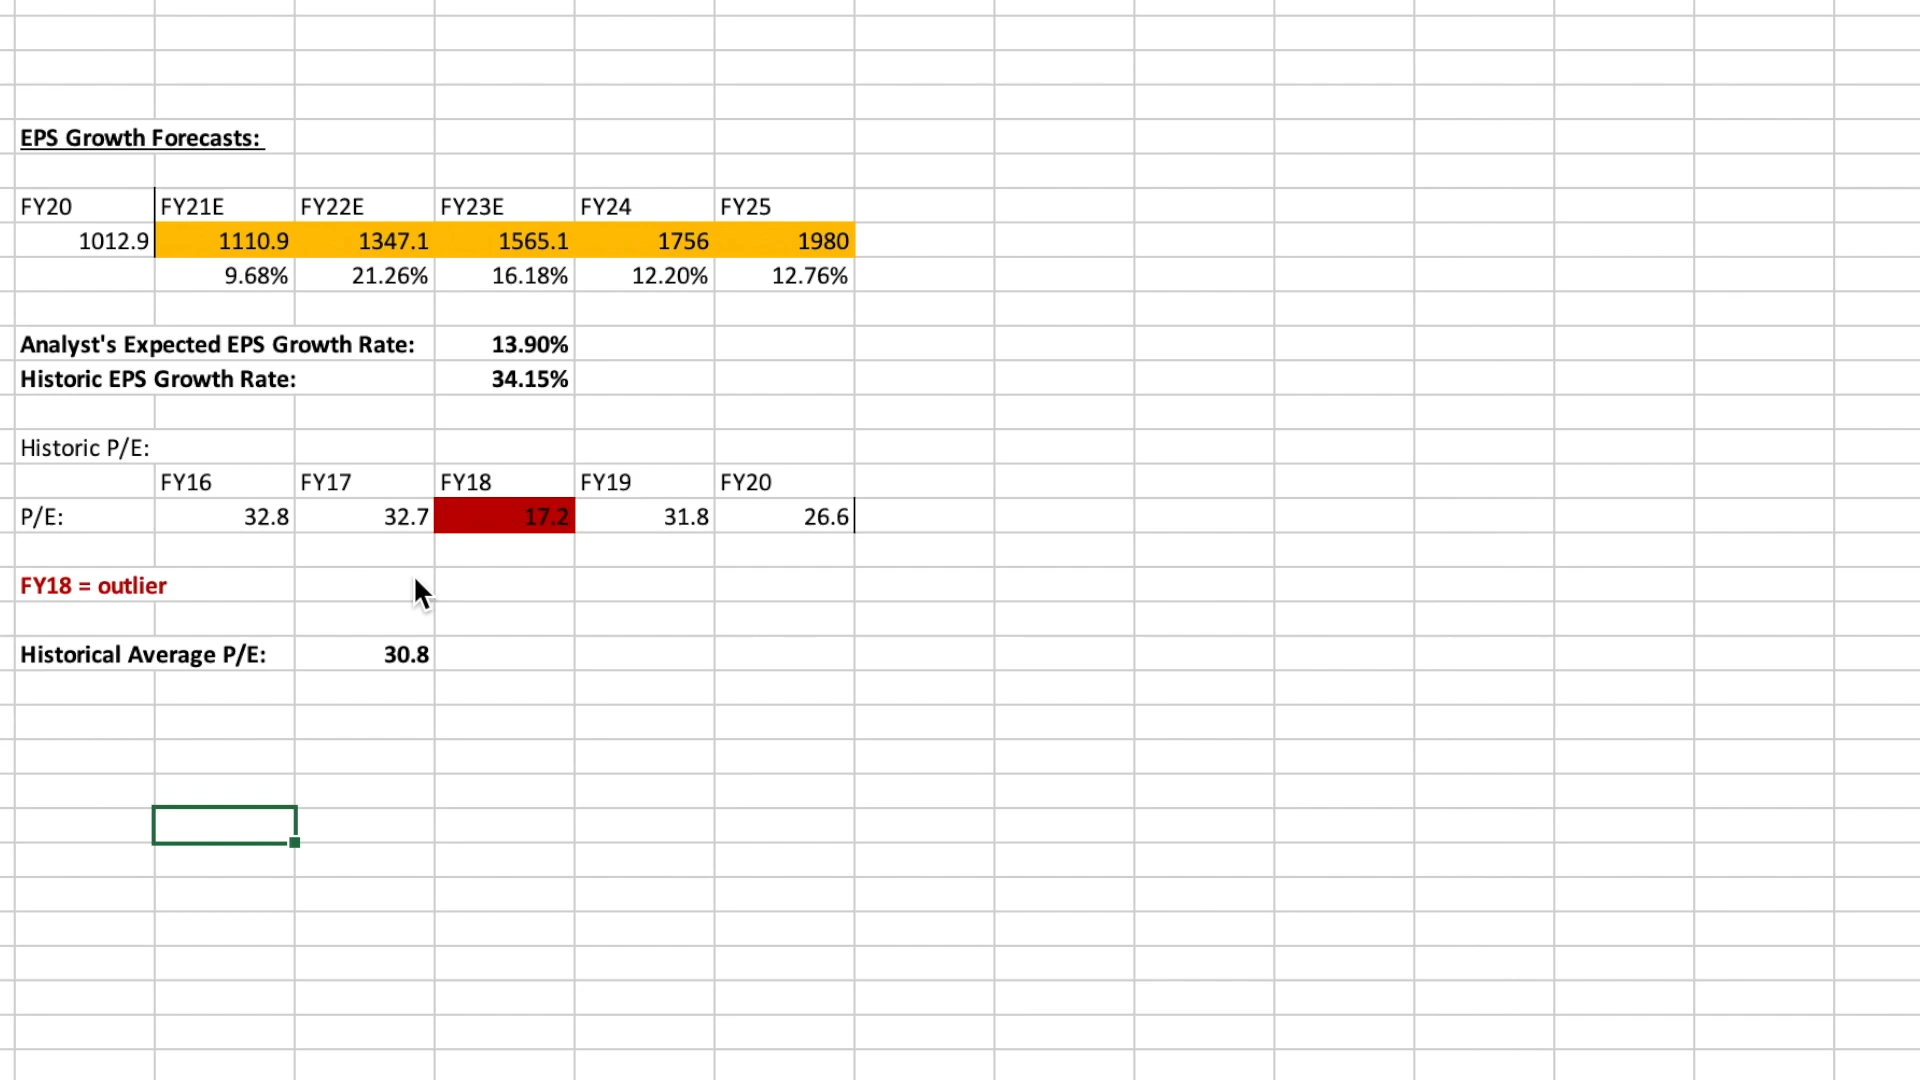 EPS Growth Forecasts:
FY20 FY21E FY22E FY23E FY24 FY25
1012.9 1110.9 1347.1 1565.1 1756 1980
9.68% 21.26% 16.18% 12.20% 12.76%
Analyst's Expected EPS Growth Rate: 13.90%
Historic EPS Growth Rate: 34.15%
Historic P/E:
FY16 FY17 FY18 FY19 FY20
P/E: 32.8 32.7 17.2 31.8 26.6
FY18 = outlier
Historical Average P/E: 30.8